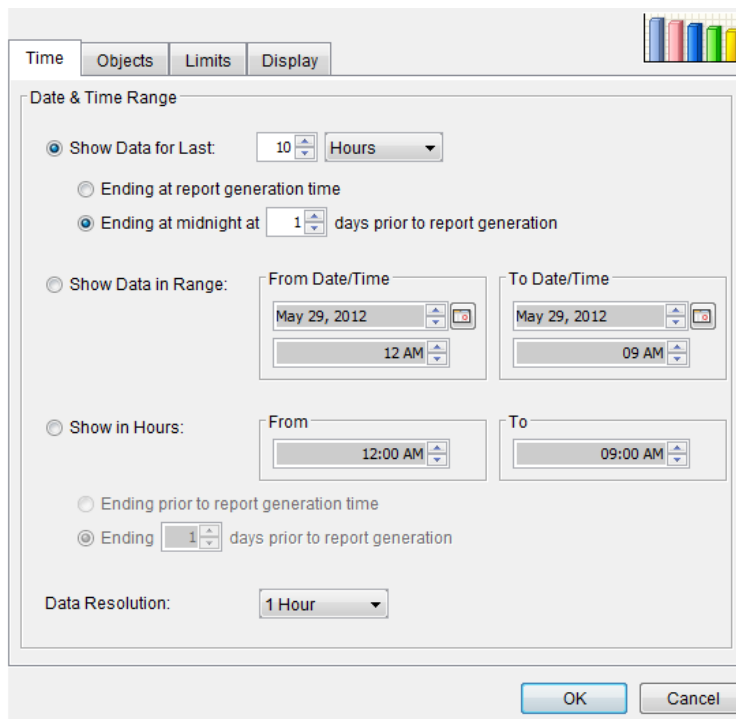 Time Objects Limits Display
Date & Time Range
Show Data for Last: 10 Hours
Ending at report generation time
Ending at midnight at 1 days prior to report generation
Show Data in Range: From Date/Time To Date/Time
May 29, 2012 May 29, 2012
12 AM 09 AM
Show in Hours: From To
12:00 AM 09:00 AM
Ending prior to report generation time
Ending 1 days prior to report generation
Data Resolution: 1 Hour
OK Cancel